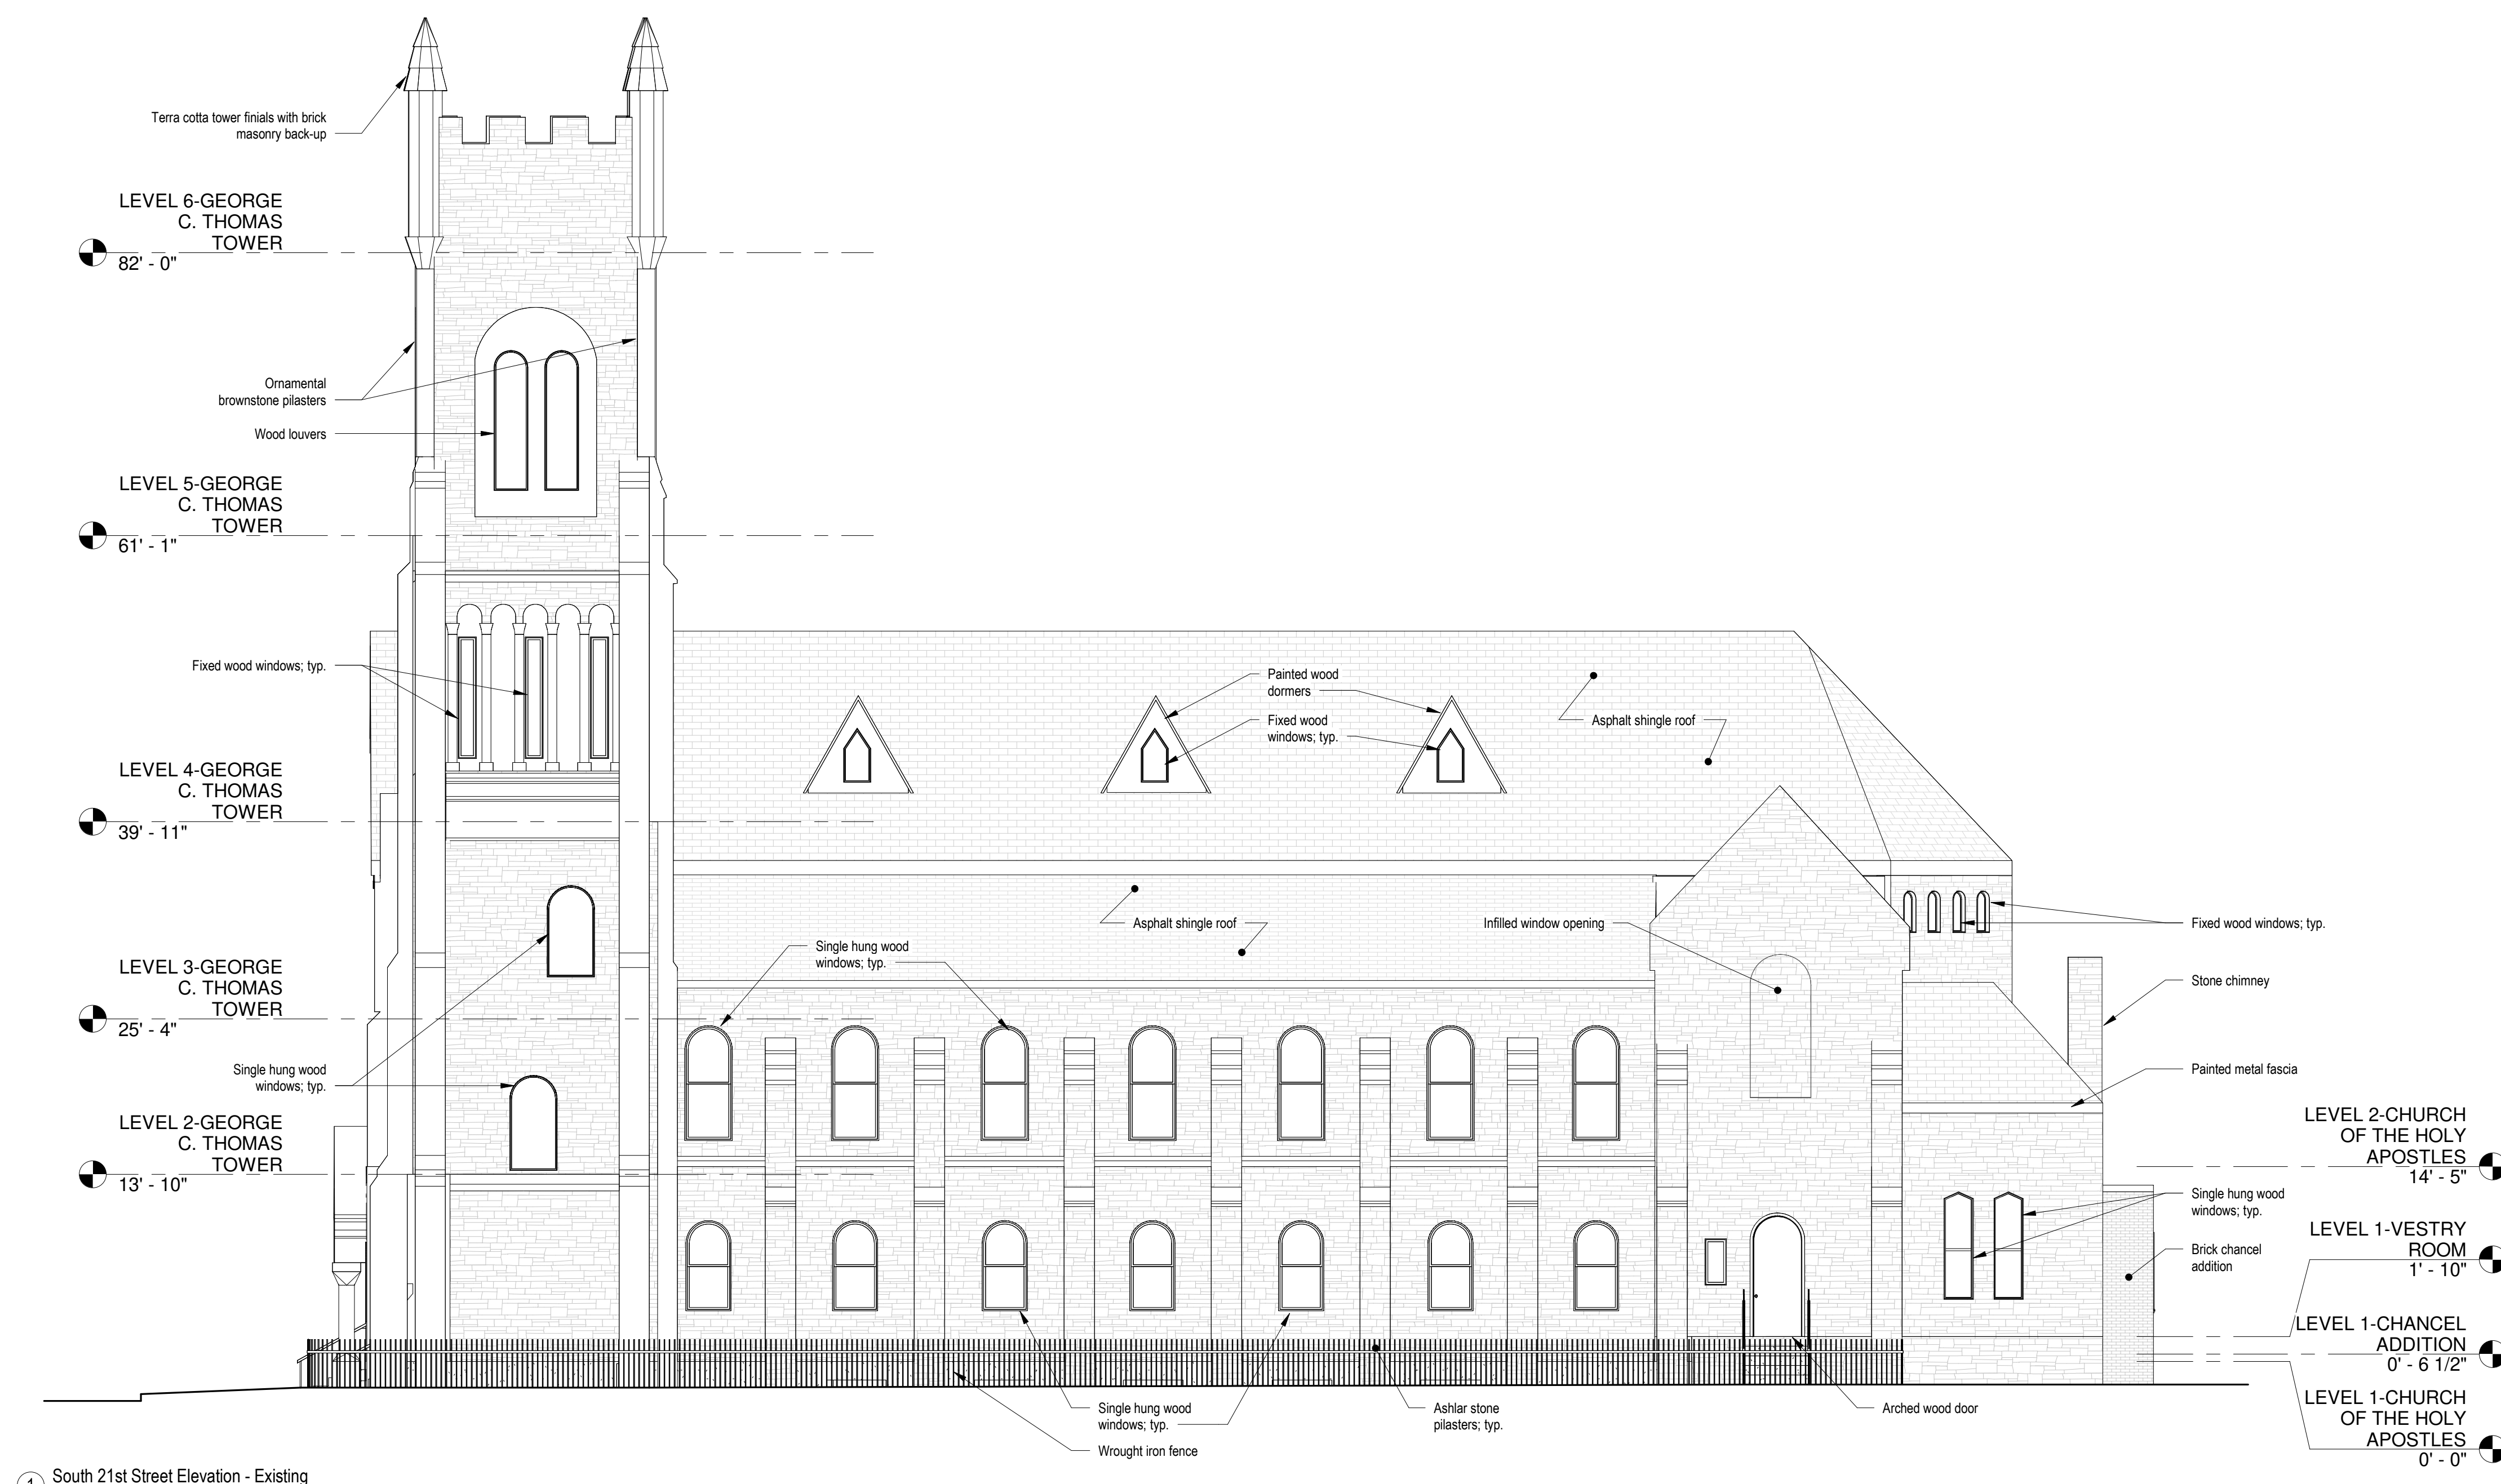 Terra cotta tower finials with brick
masonry back-up
LEVEL 6-GEORGE
C. THOMAS
TOWER
82' - 0"
Ornamental
brownstone pilasters
Wood louvers
LEVEL 5-GEORGE
C. THOMAS
TOWER
61' - 1"
Fixed wood windows; typ.
Painted wood
dormers
Fixed wood
windows; typ.
Asphalt shingle roof
LEVEL 4-GEORGE
C. THOMAS
TOWER
39' - 11"
Asphalt shingle roof
Infilled window opening
Fixed wood windows; typ.
Single hung wood
windows; typ.
LEVEL 3-GEORGE
C. THOMAS
TOWER
25' - 4"
Stone chimney
Single hung wood
windows; typ.
Painted metal fascia
LEVEL 2-GEORGE
C. THOMAS
TOWER
13' - 10"
LEVEL 2-CHURCH
OF THE HOLY
APOSTLES
14' - 5"
Single hung wood
windows; typ.
LEVEL 1-VESTRY
ROOM
1' - 10"
Brick chancel
addition
LEVEL 1-CHANCEL
ADDITION
0' - 6 1/2"
LEVEL 1-CHURCH
OF THE HOLY
APOSTLES
0' - 0"
Single hung wood
windows; typ.
Ashlar stone
pilasters; typ.
Arched wood door
Wrought iron fence
1
South 21st Street Elevation - Existing